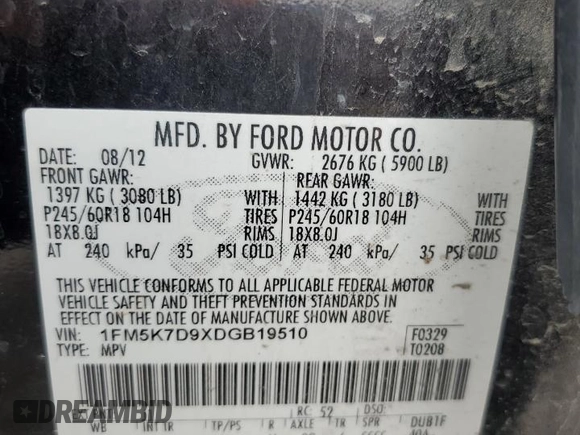 MFD. BY FORD MOTOR CO.
DATE: 08/12 GVWR: 2676 KG ( 5900 LB)
FRONT GAWR: REAR GAWR:
1397 KG ( 3080 LB) WITH 1442 KG ( 3180 LB) WITH
P245/60R18 104H TIRES P245/60R18 104H TIRES
18X8.0J RIMS 18X8.0J RIMS
AT 240 kPa/ 35 PSI COLD AT 240 kPa/ 35 PSI COLD
THIS VEHICLE CONFORMS TO ALL APPLICABLE FEDERAL MOTOR
VEHICLE SAFETY AND THEFT PREVENTION STANDARDS IN
EFFECT ON THE DATE OF MANUFACTURE SHOWN ABOVE.
VIN: 1FM5K7D9XDGB19510 F0329
TYPE: MPV T0208
RC: 52 DSO:
WB INT TR TP/PS R AXLE TR SPR DUB1F
DREAMBID